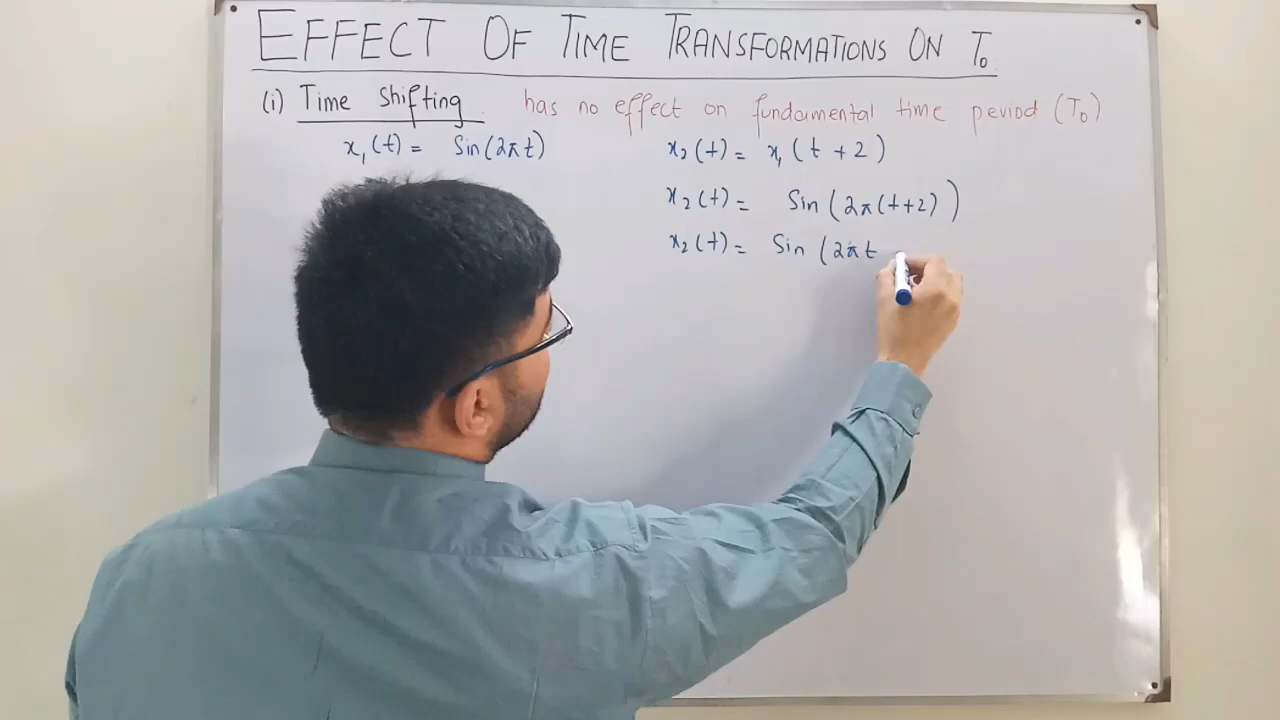 EFFECT OF TIME TRANSFORMATIONS ON T₀
(i) Time Shifting. has no effect on fundamental time period (T₀)
x₁(t) = Sin(2πt) x₂(t) = x₁(t + 2)
x₂(t) = Sin(2π(t+2))
x₂(t) = Sin(2πt